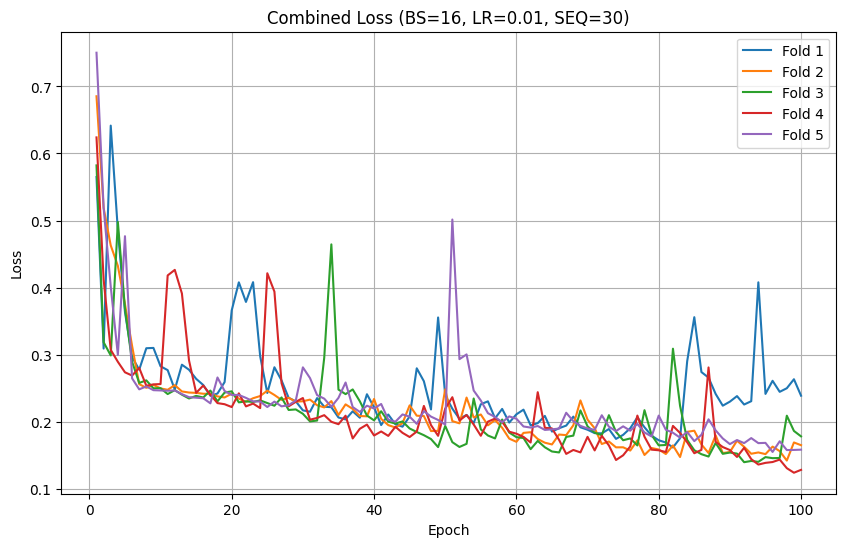 Combined Loss (BS=16, LR=0.01, SEQ=30)
Fold 1
Fold 2
Fold 3
Fold 4
Fold 5
Loss
0.7
0.6
0.5
0.4
0.3
0.2
0.1
0
20
40
60
80
100
Epoch